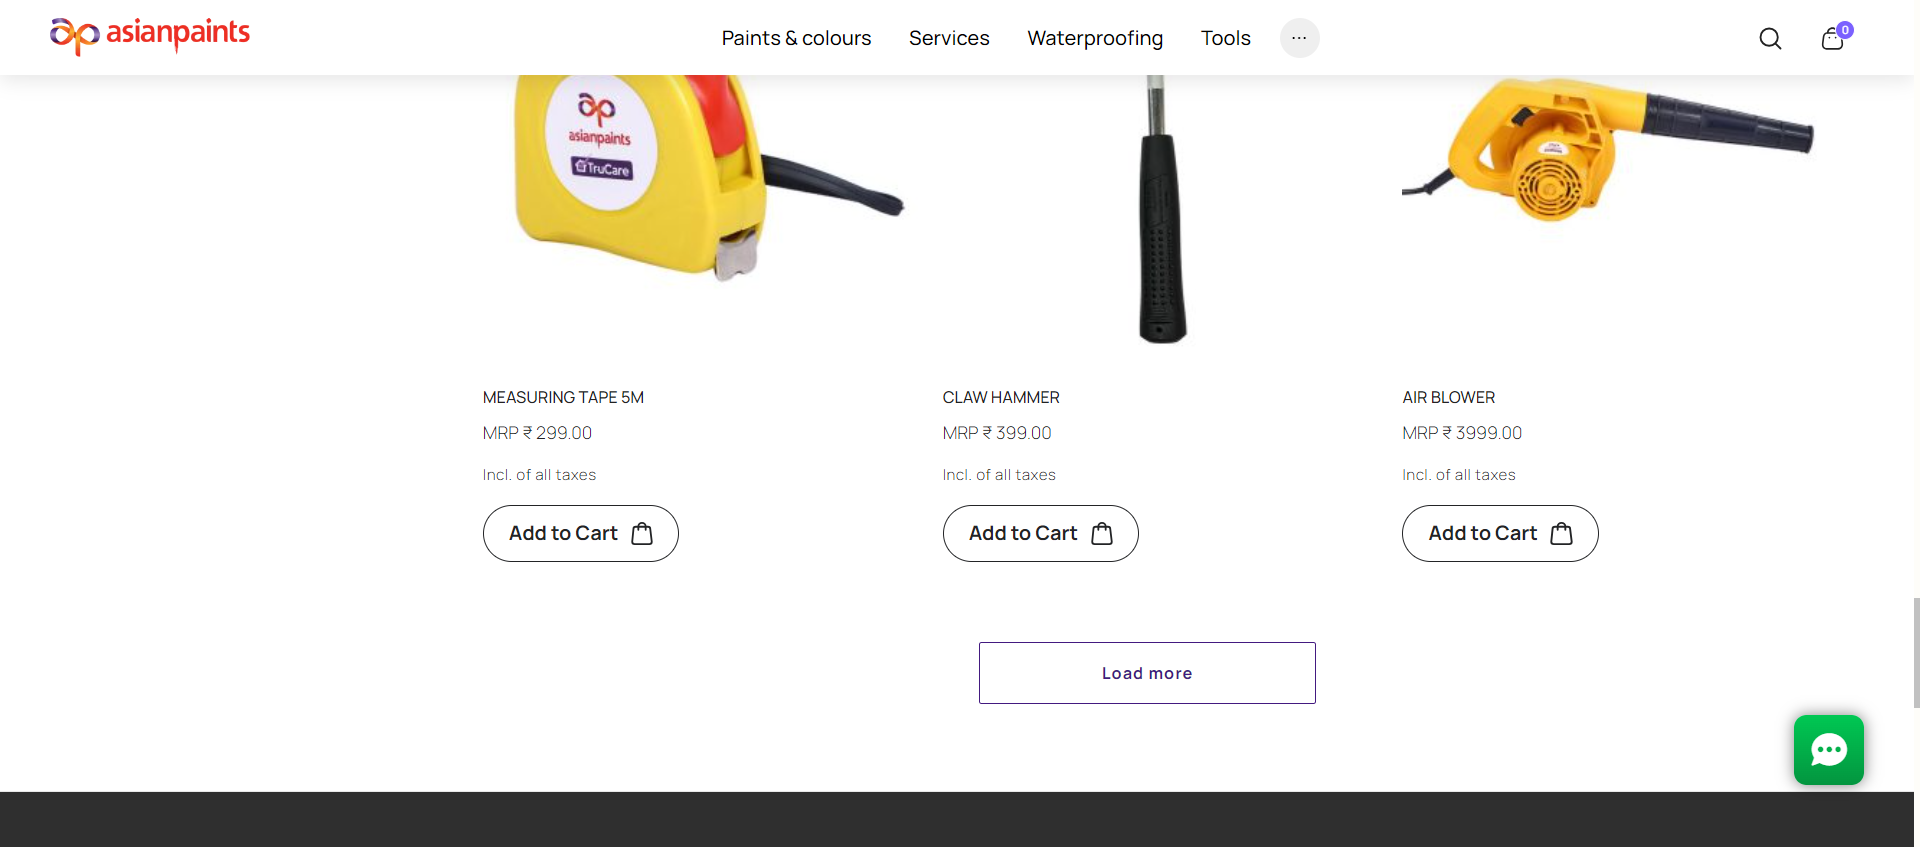 asianpaints
Paints & colours
Services
Waterproofing
Tools
...
0
asianpaints
TruCare
MEASURING TAPE 5M
MRP ₹ 299.00
Incl. of all taxes
Add to Cart
CLAW HAMMER
MRP ₹ 399.00
Incl. of all taxes
Add to Cart
AIR BLOWER
MRP ₹ 3999.00
Incl. of all taxes
Add to Cart
Load more